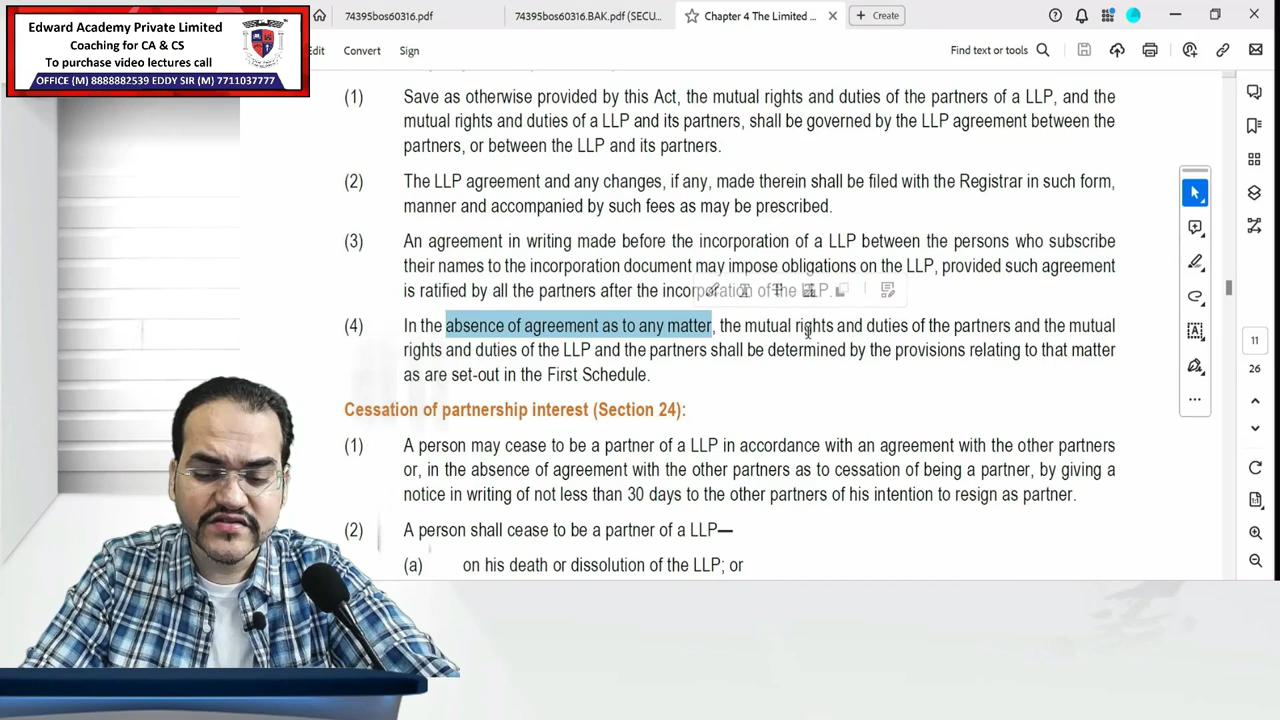 Edward Academy Private Limited
Coaching for CA & CS
To purchase video lectures call
OFFICE (M) 8888882539 EDDY SIR (M) 7711037777
74395bos60316.pdf
74395bos60316.BAK.pdf (SECU...
Chapter 4 The Limited ...
Create
Edit Convert Sign
Find text or tools
(1) Save as otherwise provided by this Act, the mutual rights and duties of the partners of a LLP, and the
mutual rights and duties of a LLP and its partners, shall be governed by the LLP agreement between the
partners, or between the LLP and its partners.
(2) The LLP agreement and any changes, if any, made therein shall be filed with the Registrar in such form,
manner and accompanied by such fees as may be prescribed.
(3) An agreement in writing made before the incorporation of a LLP between the persons who subscribe
their names to the incorporation document may impose obligations on the LLP, provided such agreement
is ratified by all the partners after the incorporation of the LLP.
(4) In the absence of agreement as to any matter, the mutual rights and duties of the partners and the mutual
rights and duties of the LLP and the partners shall be determined by the provisions relating to that matter
as are set-out in the First Schedule.
Cessation of partnership interest (Section 24):
(1) A person may cease to be a partner of a LLP in accordance with an agreement with the other partners
or, in the absence of agreement with the other partners as to cessation of being a partner, by giving a
notice in writing of not less than 30 days to the other partners of his intention to resign as partner.
(2) A person shall cease to be a partner of a LLP—
(a) on his death or dissolution of the LLP; or
11
26